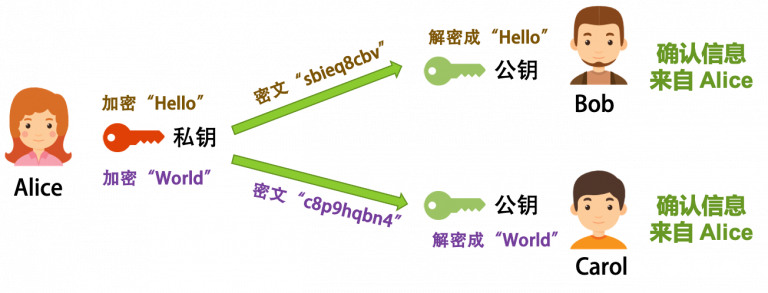 加密“Hello”
私钥
加密“World”
Alice
密文“sbieq8cbv”
密文“c8p9hqbn4”
解密成“Hello”
公钥
Bob
确认信息
来自 Alice
公钥
解密成“World”
Carol
确认信息
来自 Alice